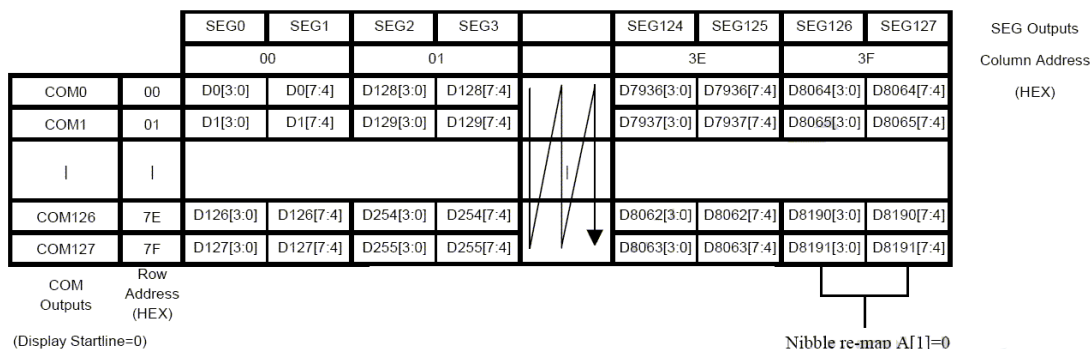 SEG0 SEG1 SEG2 SEG3 SEG124 SEG125 SEG126 SEG127 SEG Outputs
00 01 3E 3F Column Address
COM0 00 D0[3:0] D0[7:4] D128[3:0] D128[7:4] D7936[3:0] D7936[7:4] D8064[3:0] D8064[7:4] (HEX)
COM1 01 D1[3:0] D1[7:4] D129[3:0] D129[7:4] D7937[3:0] D7937[7:4] D8065[3:0] D8065[7:4]
| | |
COM126 7E D126[3:0] D126[7:4] D254[3:0] D254[7:4] D8062[3:0] D8062[7:4] D8190[3:0] D8190[7:4]
COM127 7F D127[3:0] D127[7:4] D255[3:0] D255[7:4] D8063[3:0] D8063[7:4] D8191[3:0] D8191[7:4]
COM
Outputs
Row
Address
(HEX)
(Display Startline=0)
Nibble re-map A[1]=0